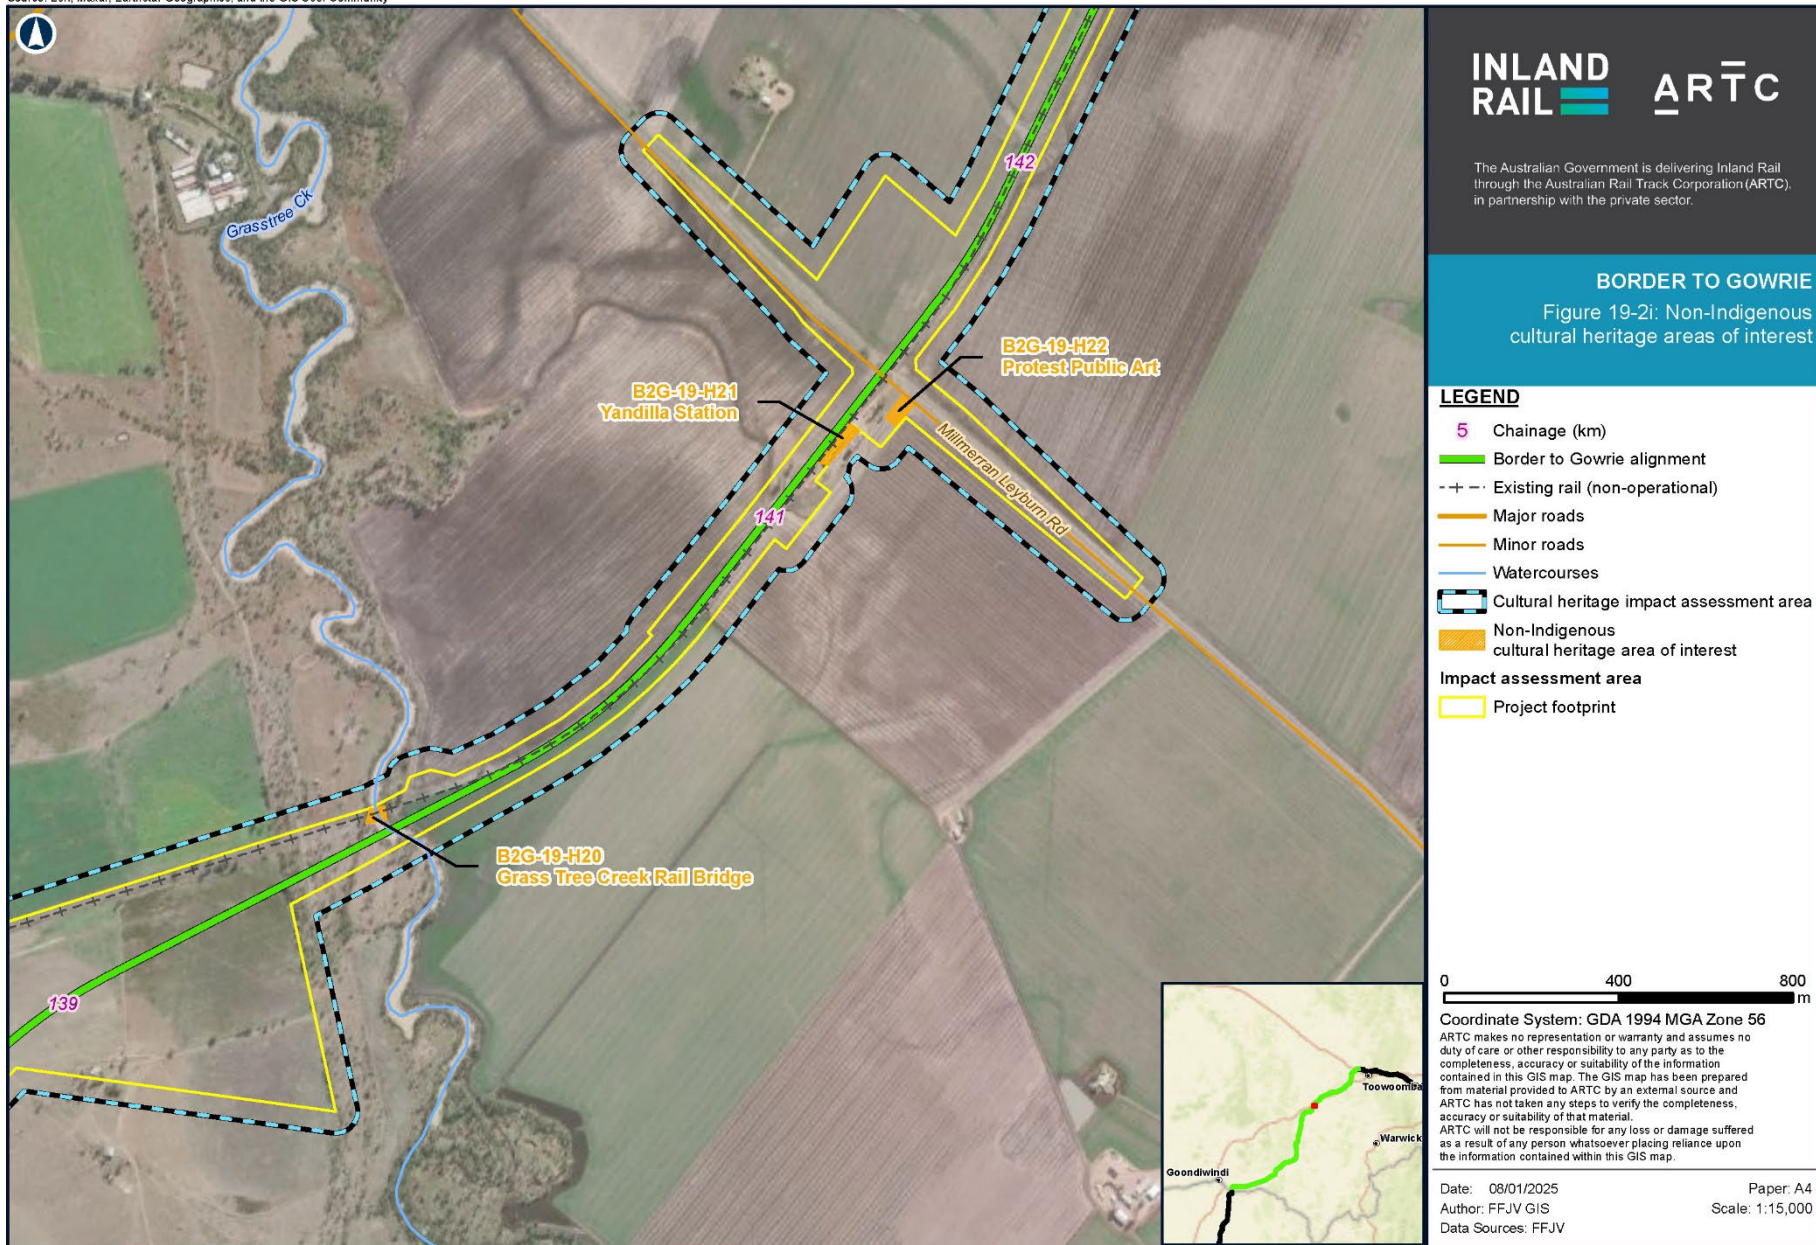 Source: Esri, Maxar, Earthstar Geographics, and the GIS User Community
Grasstree Ck
142
B2G-19-H22
Protest Public Art
B2G-19-H21
Yandilla Station
Millmerran Leyburn Rd
141
B2G-19-H20
Grass Tree Creek Rail Bridge
139
Toowoomba
Warwick
Goondiwindi
INLAND
RAIL
ARTC
The Australian Government is delivering Inland Rail
through the Australian Rail Track Corporation (ARTC),
in partnership with the private sector.
BORDER TO GOWRIE
Figure 19-2i: Non-Indigenous
cultural heritage areas of interest
LEGEND
5 Chainage (km)
Border to Gowrie alignment
Existing rail (non-operational)
Major roads
Minor roads
Watercourses
Cultural heritage impact assessment area
Non-Indigenous
cultural heritage area of interest
Impact assessment area
Project footprint
0 400 800
m
Coordinate System: GDA 1994 MGA Zone 56
ARTC makes no representation or warranty and assumes no
duty of care or other responsibility to any party as to the
completeness, accuracy or suitability of the information
contained in this GIS map. The GIS map has been prepared
from material provided to ARTC by an external source and
ARTC has not taken any steps to verify the completeness,
accuracy or suitability of that material.
ARTC will not be responsible for any loss or damage suffered
as a result of any person whatsoever placing reliance upon
the information contained within this GIS map.
Date: 08/01/2025 Paper: A4
Author: FFJV GIS Scale: 1:15,000
Data Sources: FFJV